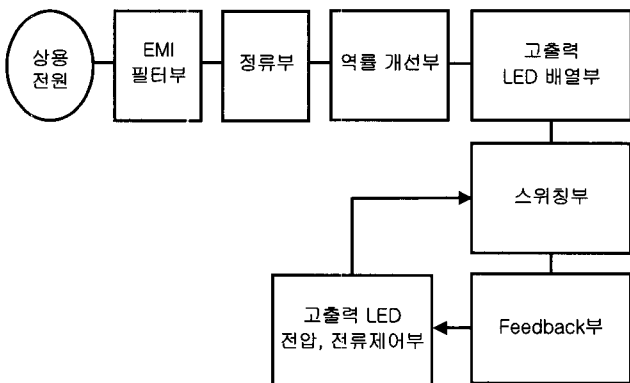 상용
전원
EMI
필터부
정류부
역률 개선부
고출력
LED 배열부
스위칭부
고출력 LED
전압, 전류제어부
Feedback부